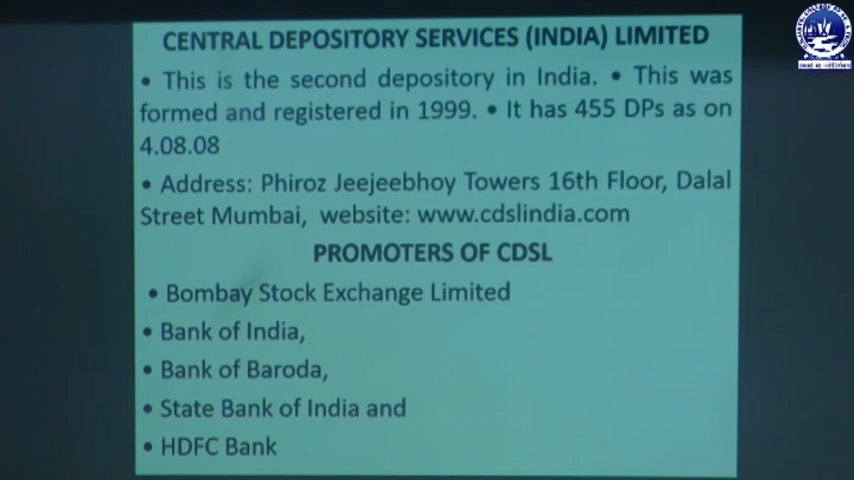 CENTRAL DEPOSITORY SERVICES (INDIA) LIMITED
• This is the second depository in India. • This was
formed and registered in 1999. • It has 455 DPs as on
4.08.08
• Address: Phiroz Jeejeebhoy Towers 16th Floor, Dalal
Street Mumbai, website: www.cdslindia.com
PROMOTERS OF CDSL
• Bombay Stock Exchange Limited
• Bank of India,
• Bank of Baroda,
• State Bank of India and
• HDFC Bank